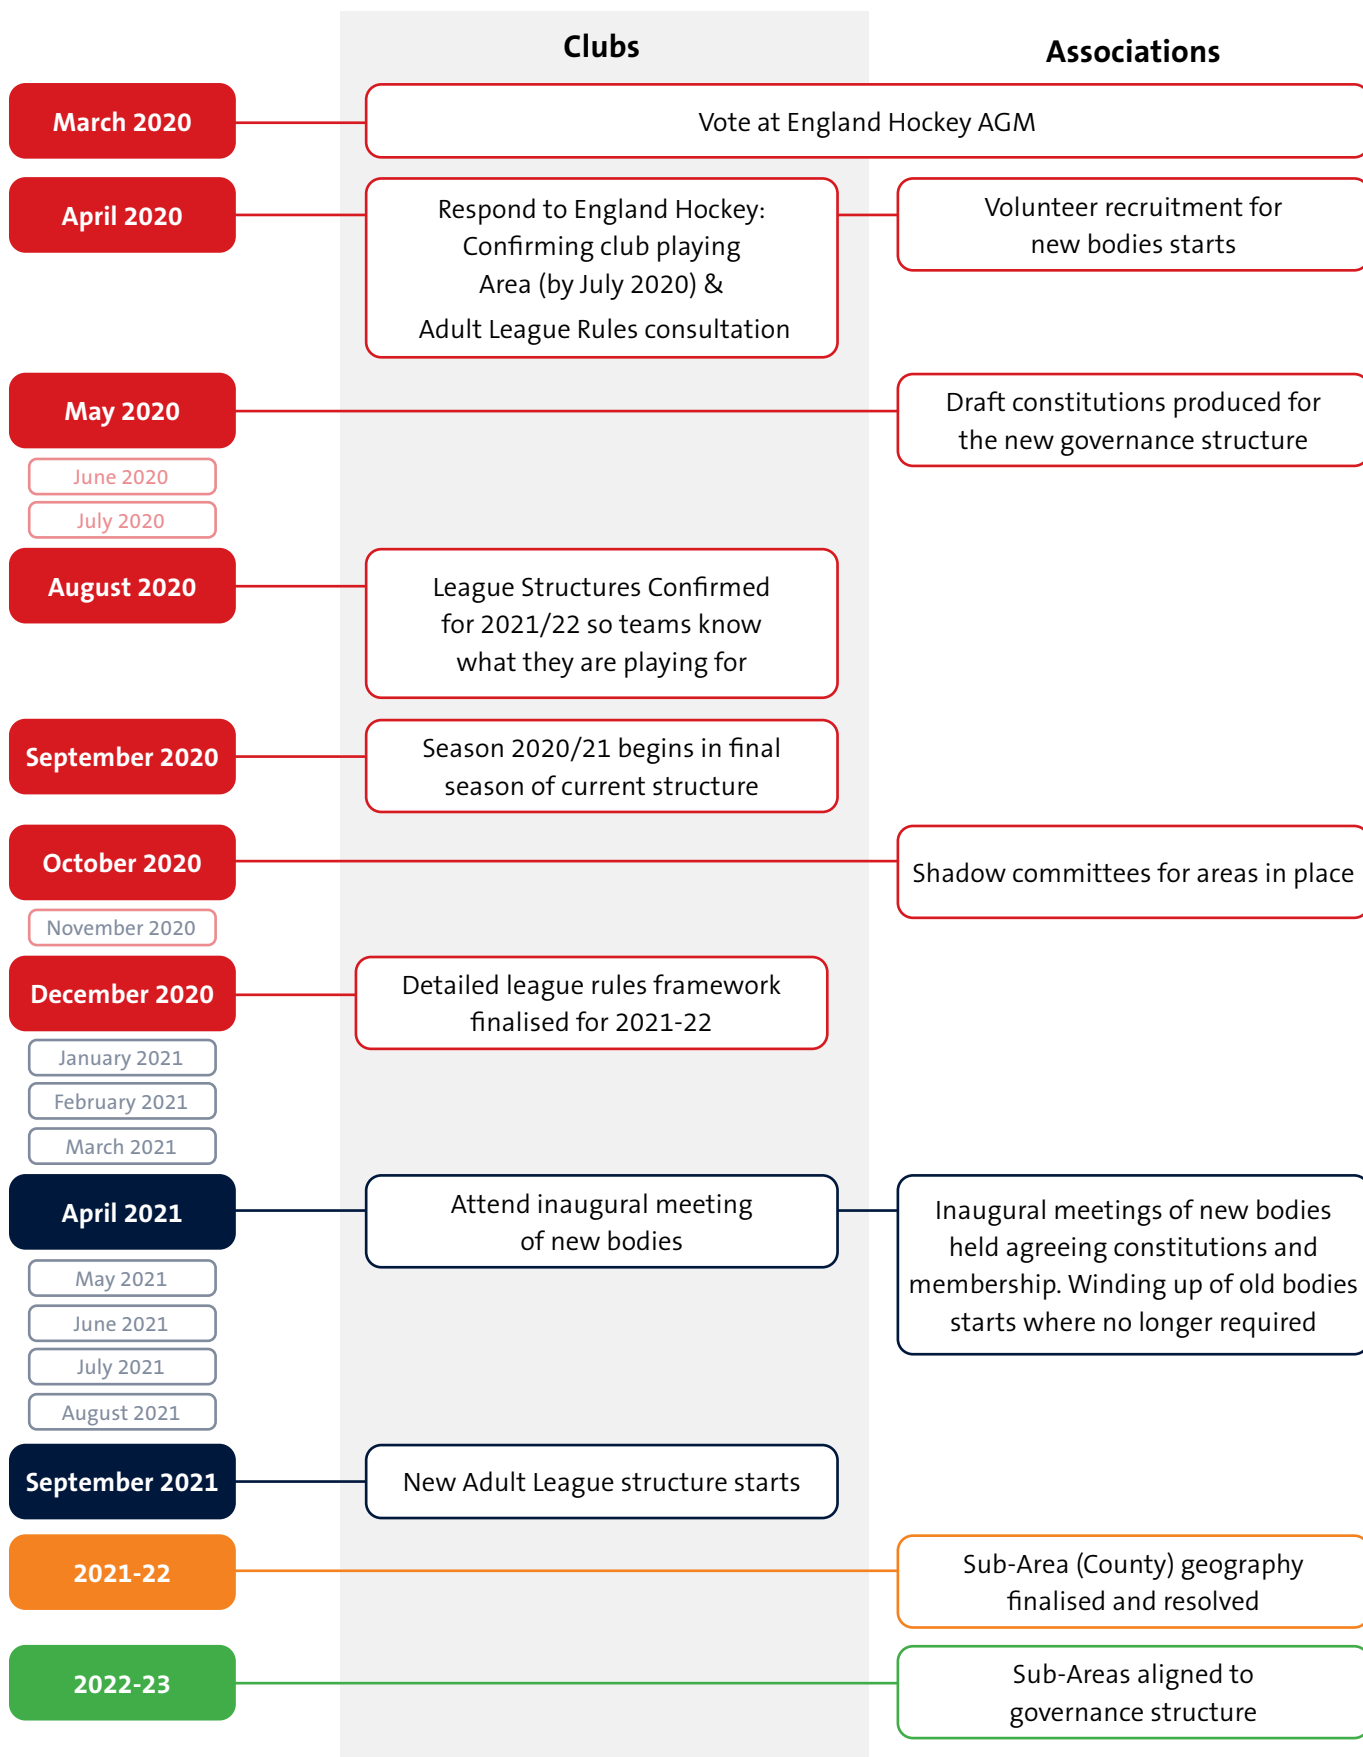 Clubs
Associations
March 2020
Vote at England Hockey AGM
April 2020
Respond to England Hockey:
Confirming club playing
Area (by July 2020) &
Adult League Rules consultation
Volunteer recruitment for
new bodies starts
May 2020
Draft constitutions produced for
the new governance structure
June 2020
July 2020
August 2020
League Structures Confirmed
for 2021/22 so teams know
what they are playing for
September 2020
Season 2020/21 begins in final
season of current structure
October 2020
Shadow committees for areas in place
November 2020
December 2020
Detailed league rules framework
finalised for 2021-22
January 2021
February 2021
March 2021
April 2021
Attend inaugural meeting
of new bodies
Inaugural meetings of new bodies
held agreeing constitutions and
membership. Winding up of old bodies
starts where no longer required
May 2021
June 2021
July 2021
August 2021
September 2021
New Adult League structure starts
2021-22
Sub-Area (County) geography
finalised and resolved
2022-23
Sub-Areas aligned to
governance structure